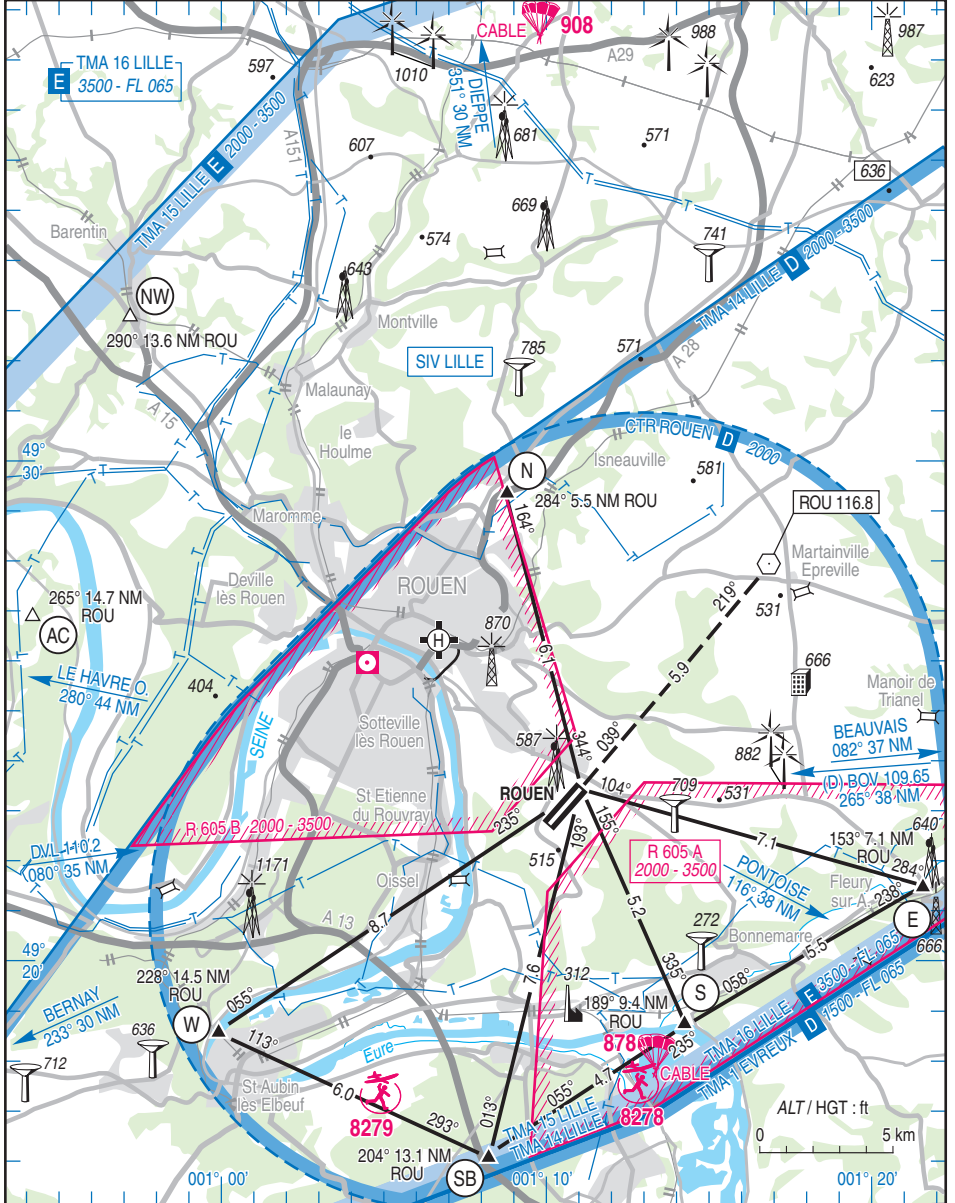 CABLE 908
987
988
A29
E TMA 16 LILLE
3500 - FL 065
597
1010
623
DIEPPE
351° 30 NM
A151
681
571
607
636
TMA 15 LILLE E 2000 - 3500
669
574
741
Barentin
643
TMA 14 LILLE D 2000-3500
NW
290° 13.6 NM ROU
Montville
SIV LILLE
785
571
A 28
Malaunay
A 15
le
Houlme
CTR ROUEN D 2000
49°
30'
N
Isneauville
581
284° 5.5 NM ROU
164°
ROU 116.8
Maromme
Martainville
Epreville
Deville
lès Rouen
ROUEN
265° 14.7 NM
ROU
AC
219°
531
H
870
6.1
5.9
666
LE HAVRE O.
280° 44 NM
404
Manoir de
Trianel
SEINE
Sotteville
lès Rouen
587
344°
039°
882
BEAUVAIS
082° 37 NM
ROUEN
104°
709
531
(D) BOV 109.65
265° 38 NM
St Etienne
du Rouvray
235°
193°
155°
R 605 B 2000 - 3500
7.1
640
DVL 110.2
080° 35 NM
515
R 605 A
2000 - 3500
153° 7.1 NM
ROU
284°
1171
Oissel
PONTOISE
116° 38 NM
Fleury
sur A.
238°
E
8.7
5.2
A 13
272
Bonnemarre
666
49°
20'
7.6
5.5
228° 14.5 NM
ROU
312
335°
058°
S
189° 9.4 NM
ROU
BERNAY
233° 30 NM
055°
W
113°
878
235°
TMA 16 LILLE E 3500 - FL 065
TMA 1 EVREUX D 1500 - FL 065
636
712
Eure
CABLE
4.7
St Aubin
lès Elbeuf
6.0
8279
055°
8278
ALT / HGT : ft
293°
013°
TMA 15 LILLE
TMA 14 LILLE
0 5 km
204° 13.1 NM
ROU
SB
001° 00'
001° 10'
001° 20'
T